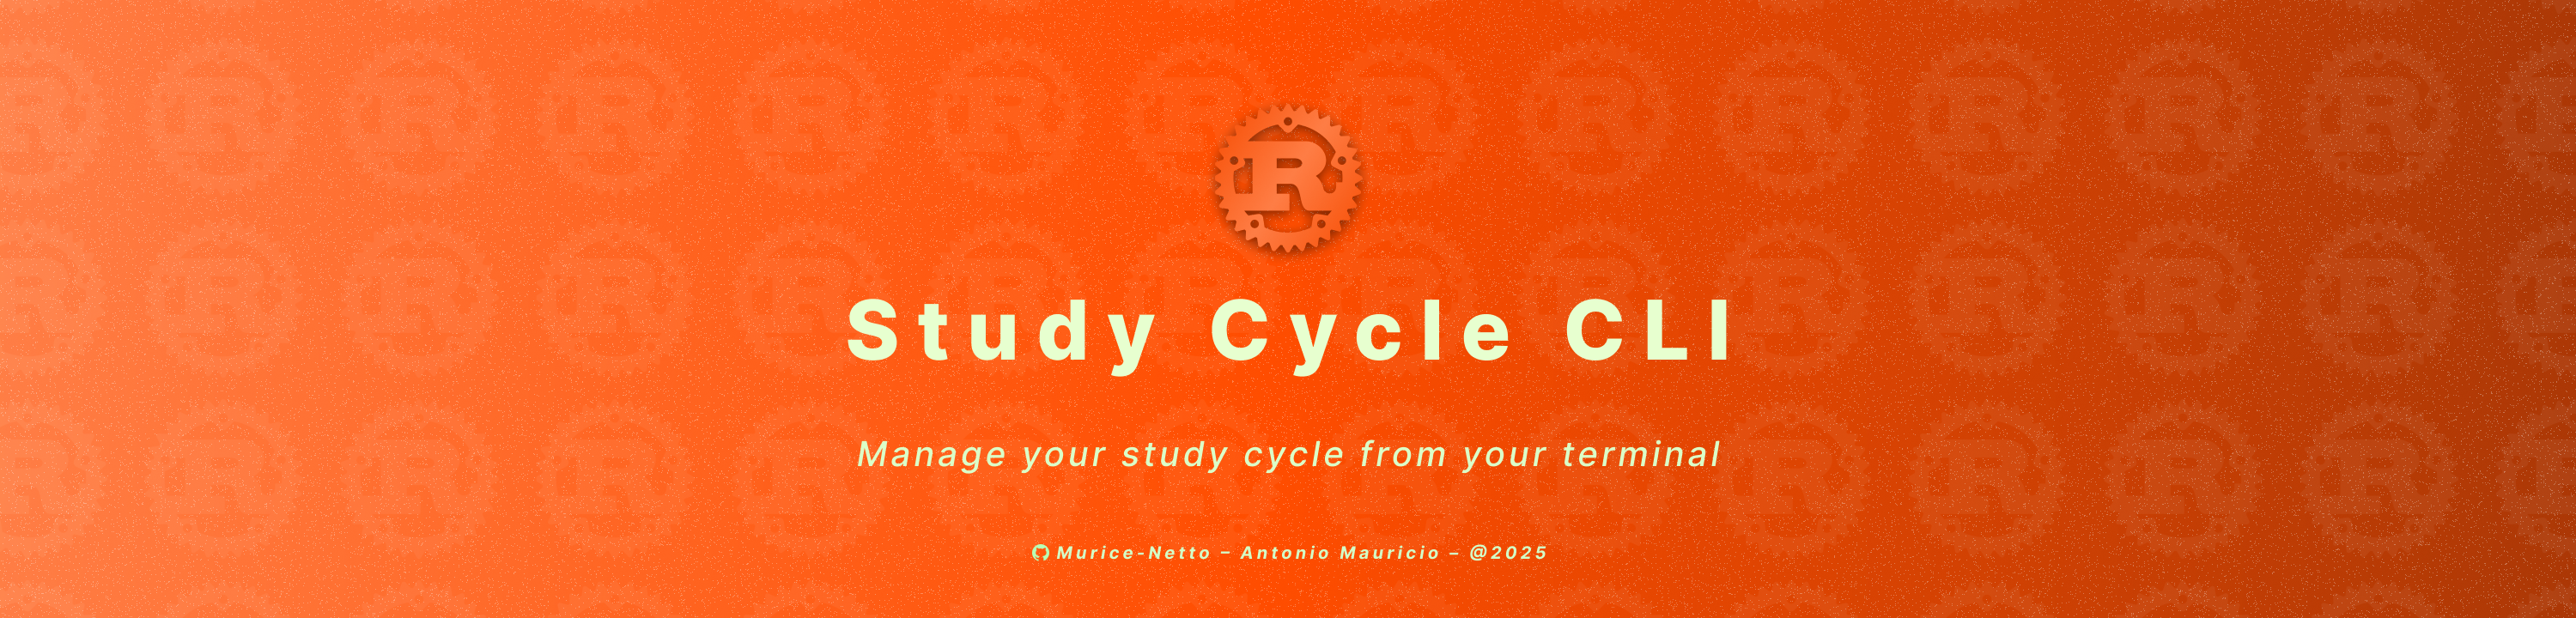 R
Study Cycle CLI
Manage your study cycle from your terminal
Murice-Netto – Antonio Mauricio – @2025